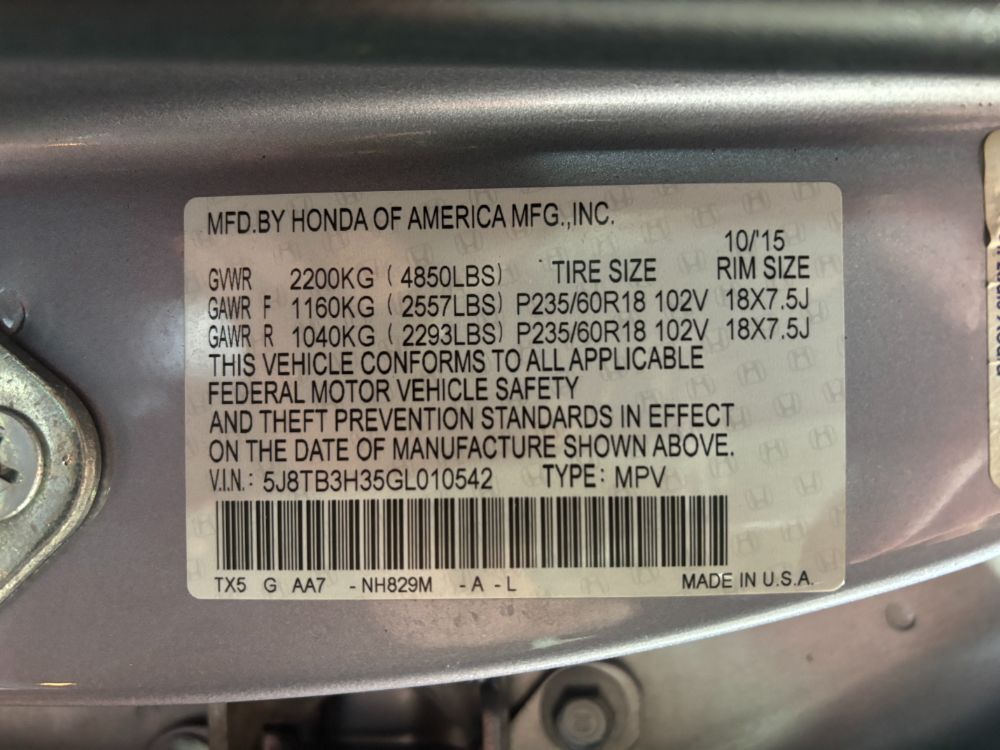 MFD.BY HONDA OF AMERICA MFG.,INC.
10/'15
GVWR 2200KG (4850LBS) TIRE SIZE RIM SIZE
GAWR F 1160KG (2557LBS) P235/60R18 102V 18X7.5J
GAWR R 1040KG (2293LBS) P235/60R18 102V 18X7.5J
THIS VEHICLE CONFORMS TO ALL APPLICABLE
FEDERAL MOTOR VEHICLE SAFETY
AND THEFT PREVENTION STANDARDS IN EFFECT
ON THE DATE OF MANUFACTURE SHOWN ABOVE.
V.I.N.: 5J8TB3H35GL010542 TYPE: MPV
TX5 G AA7 -NH829M -A -L MADE IN U.S.A.